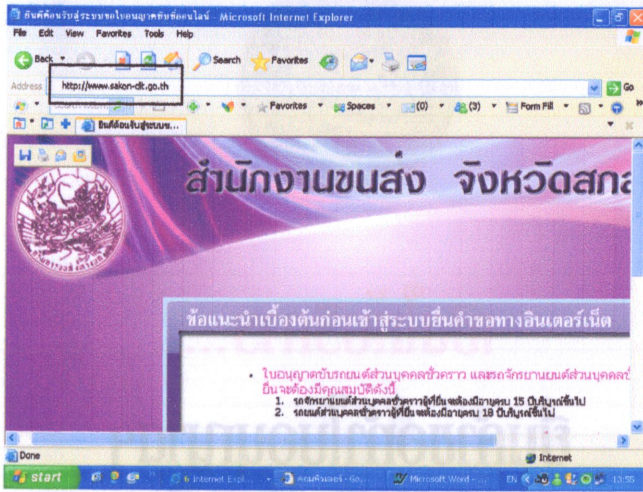 ยินดีต้อนรับสู่ระบบขอใบอนุญาตขับขี่ออนไลน์ - Microsoft Internet Explorer
File Edit View Favorites Tools Help
Back Search Favorites
Address http://www.sakon-dlt.go.th Go
Favorites Spaces (0) (3) Form Fill
ยินดีต้อนรับสู่ระบบข...
สำนักงานขนส่ง จังหวัดสกล
ข้อแนะนำเบื้องต้นก่อนเข้าสู่ระบบยื่นคำขอทางอินเตอร์เน็ต
• ใบอนุญาตขับรถยนต์ส่วนบุคคลชั่วคราว และรถจักรยานยนต์ส่วนบุคคลชั่
ยื่นจะต้องมีคุณสมบัติดังนี้
1. รถจักรยานยนต์ส่วนบุคคลชั่วคราวผู้ที่ยื่นจะต้องมีอายุครบ 15 ปีบริบูรณ์ขึ้นไป
2. รถยนต์ส่วนบุคคลชั่วคราวผู้ที่ยื่นจะต้องมีอายุครบ 18 ปีบริบูรณ์ขึ้นไป
Done Internet
start 6 Internet Expl... Microsoft Word - ... EN 13:55